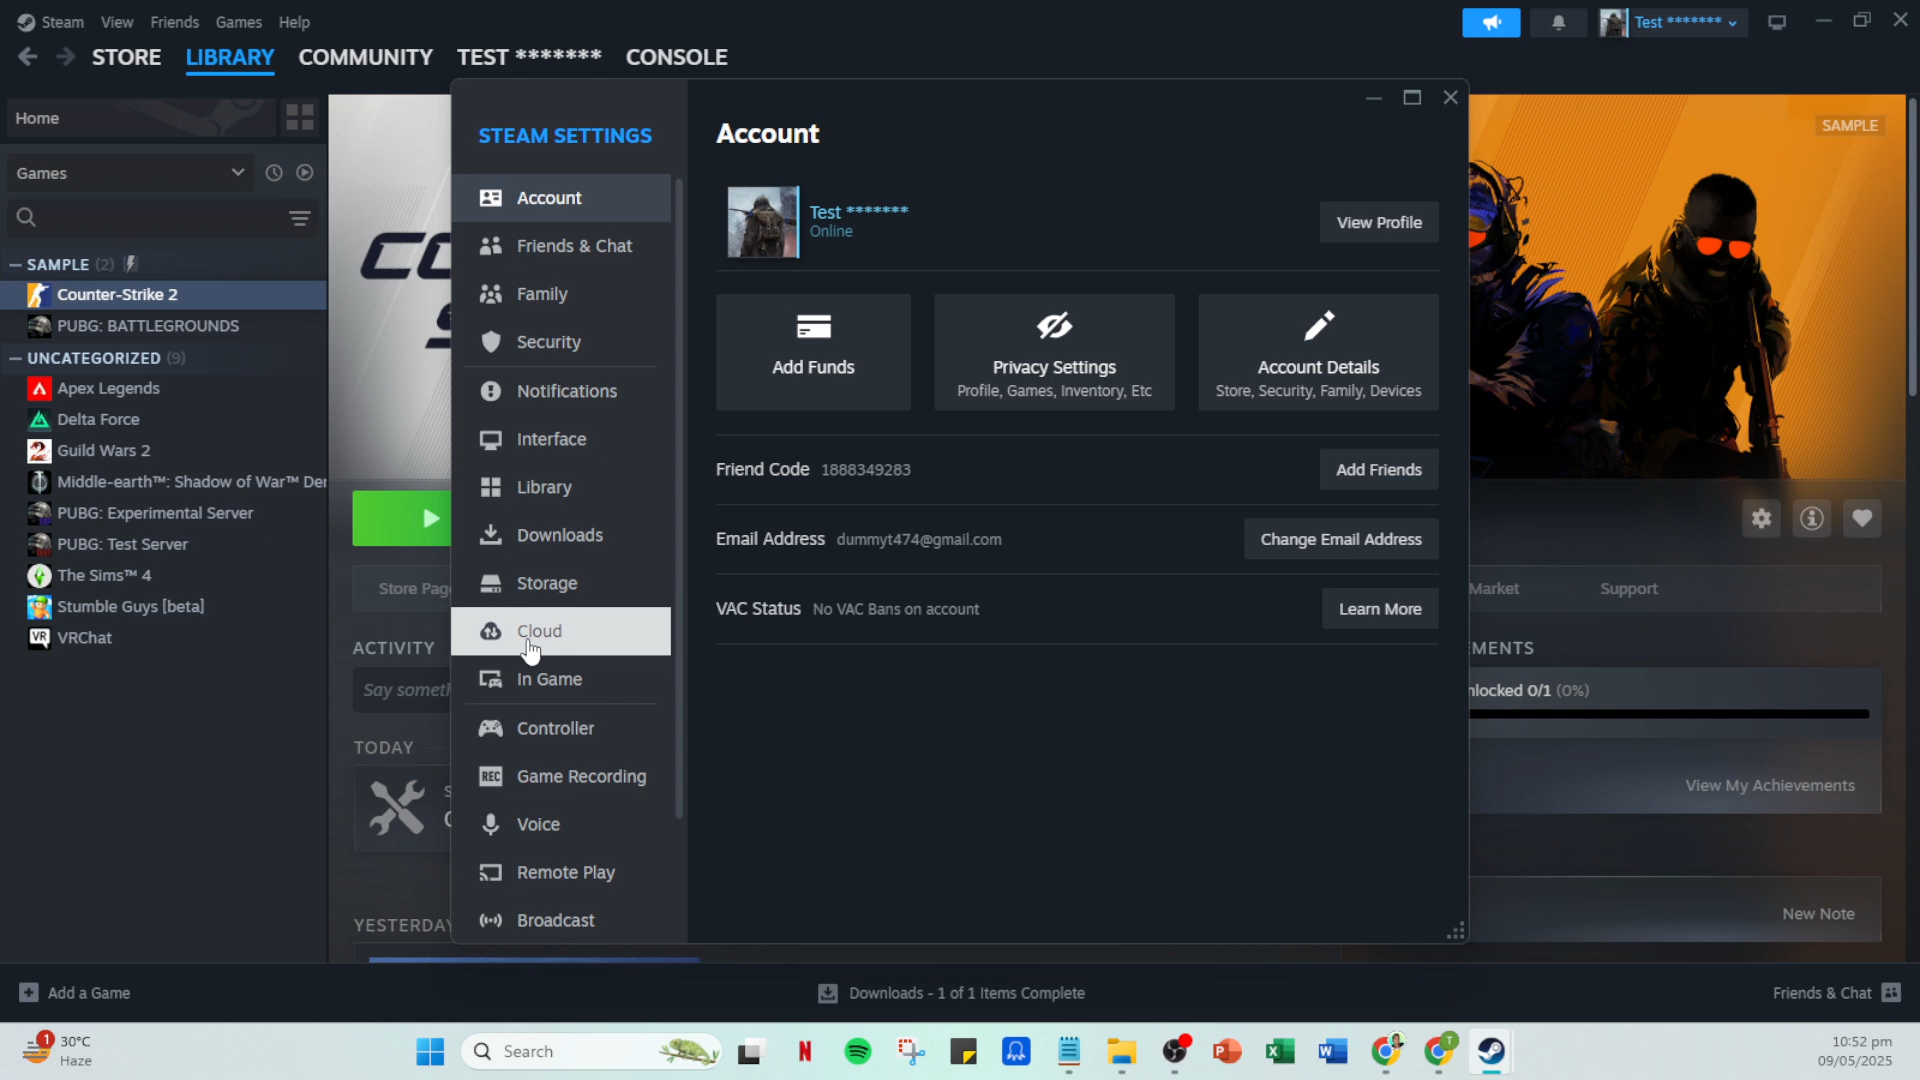 Steam View Friends Games Help
Test *******
STORE LIBRARY COMMUNITY TEST ******* CONSOLE
Home
Games
— SAMPLE (2)
Counter-Strike 2
PUBG: BATTLEGROUNDS
— UNCATEGORIZED (9)
Apex Legends
Delta Force
Guild Wars 2
Middle-earth™: Shadow of War™ Der
PUBG: Experimental Server
PUBG: Test Server
The Sims™ 4
Stumble Guys [beta]
VR VRChat
Store Pag
ACTIVITY
Say someth
TODAY
YESTERDAY
STEAM SETTINGS
Account
Friends & Chat
Family
Security
Notifications
Interface
Library
Downloads
Storage
Cloud
In Game
Controller
REC Game Recording
Voice
Remote Play
Broadcast
Account
Test *******
Online
View Profile
Add Funds
Privacy Settings
Profile, Games, Inventory, Etc
Account Details
Store, Security, Family, Devices
Friend Code 1888349283
Add Friends
Email Address dummyt474@gmail.com
Change Email Address
VAC Status No VAC Bans on account
Learn More
SAMPLE
Market Support
MENTS
nlocked 0/1 (0%)
View My Achievements
New Note
Add a Game
Downloads - 1 of 1 Items Complete
Friends & Chat
1
30°C
Haze
Search
10:52 pm
09/05/2025